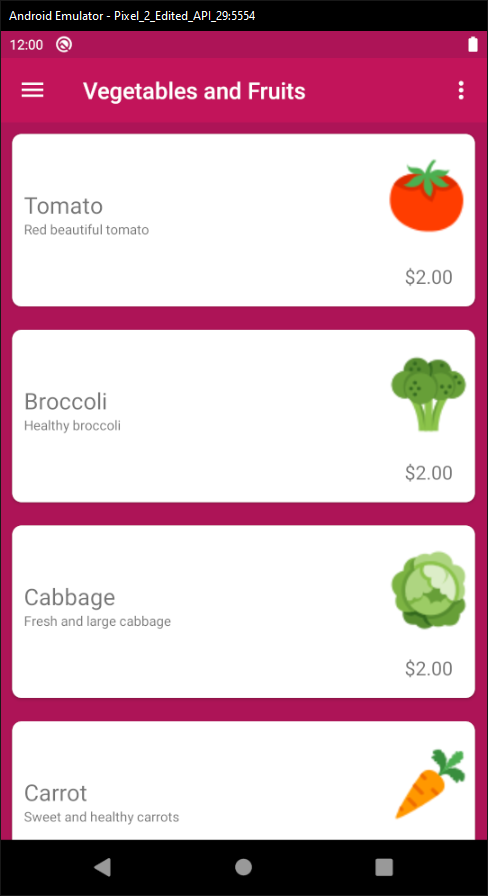 Android Emulator - Pixel_2_Edited_API_29:5554
12:00
Vegetables and Fruits
Tomato
Red beautiful tomato
$2.00
Broccoli
Healthy broccoli
$2.00
Cabbage
Fresh and large cabbage
$2.00
Carrot
Sweet and healthy carrots